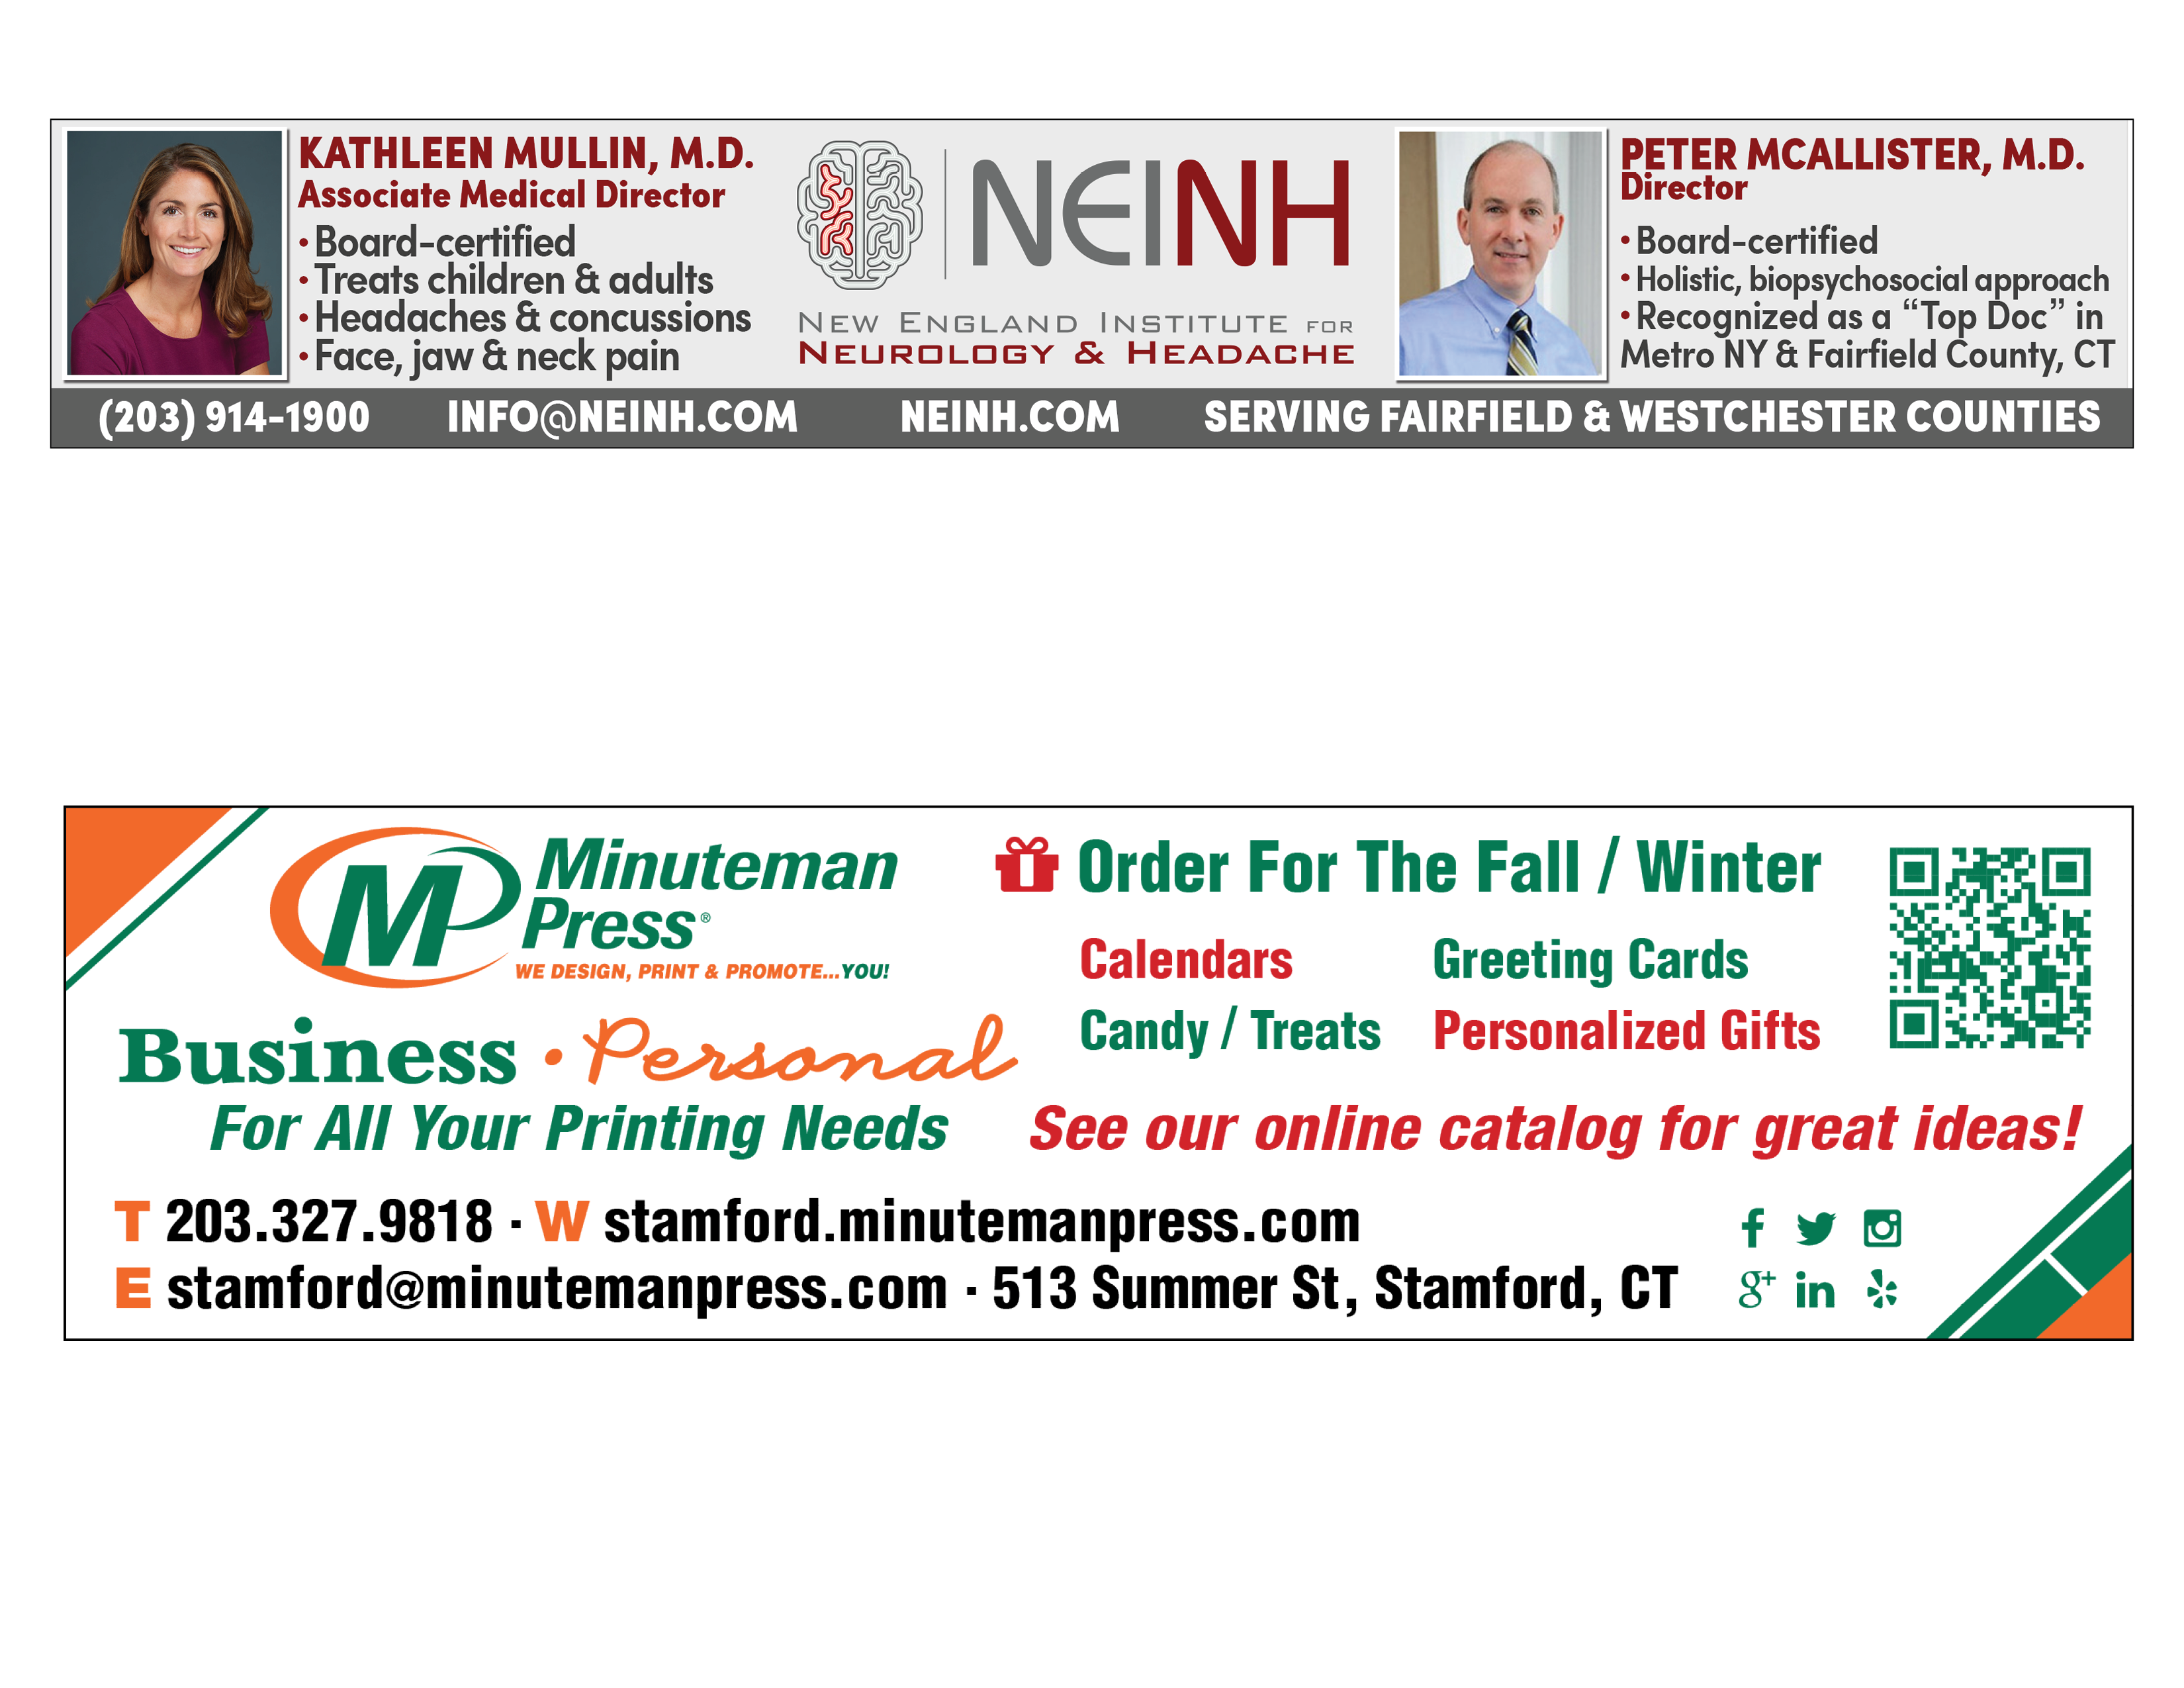 KATHLEEN MULLIN, M.D.
Associate Medical Director
• Board-certified
• Treats children & adults
• Headaches & concussions
• Face, jaw & neck pain
NEINH
NEW ENGLAND INSTITUTE FOR
NEUROLOGY & HEADACHE
PETER MCALLISTER, M.D.
Director
• Board-certified
• Holistic, biopsychosocial approach
• Recognized as a “Top Doc” in
Metro NY & Fairfield County, CT
(203) 914-1900 INFO@NEINH.COM NEINH.COM SERVING FAIRFIELD & WESTCHESTER COUNTIES
MP
Minuteman
Press®
WE DESIGN, PRINT & PROMOTE...YOU!
Business • Personal
For All Your Printing Needs
Order For The Fall / Winter
Calendars Greeting Cards
Candy / Treats Personalized Gifts
See our online catalog for great ideas!
T 203.327.9818 · W stamford.minutemanpress.com
E stamford@minutemanpress.com · 513 Summer St, Stamford, CT
f
g+ in